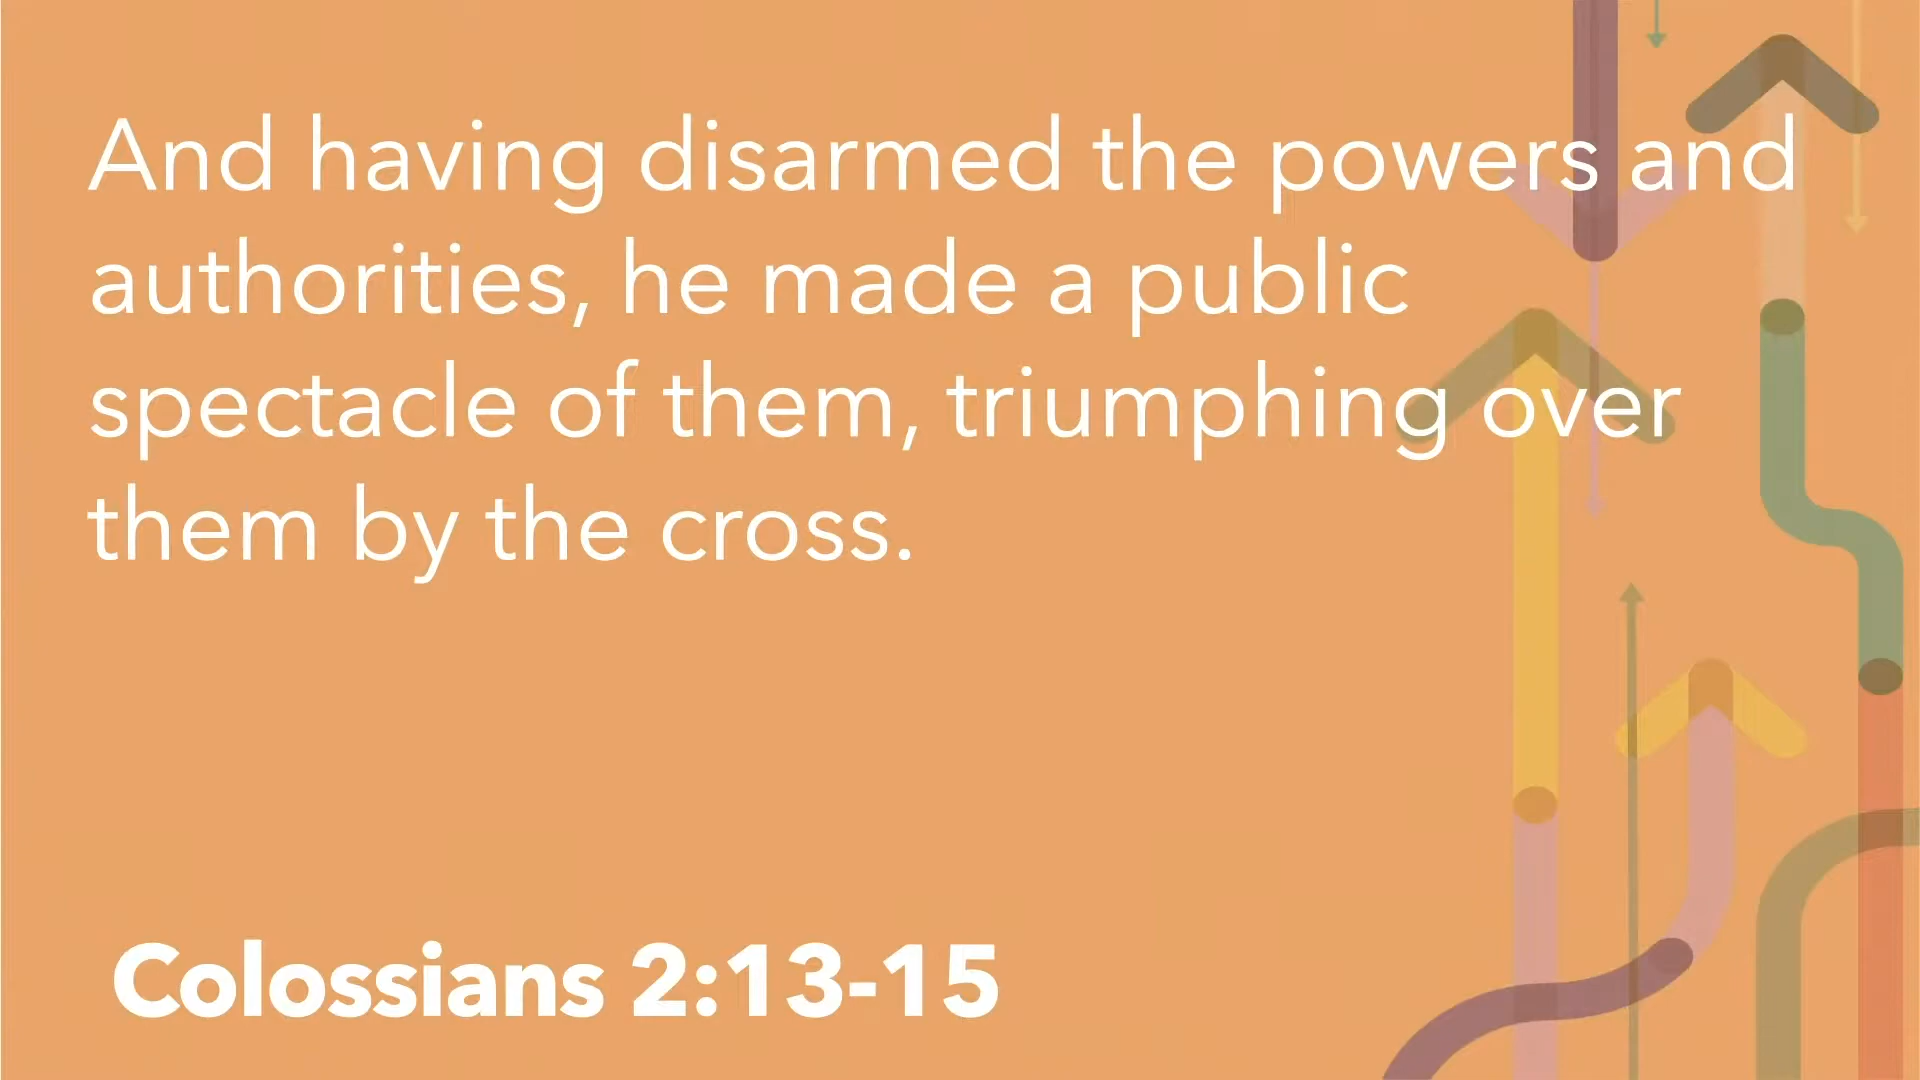 And having disarmed the powers and
authorities, he made a public
spectacle of them, triumphing over
them by the cross.
Colossians 2:13-15